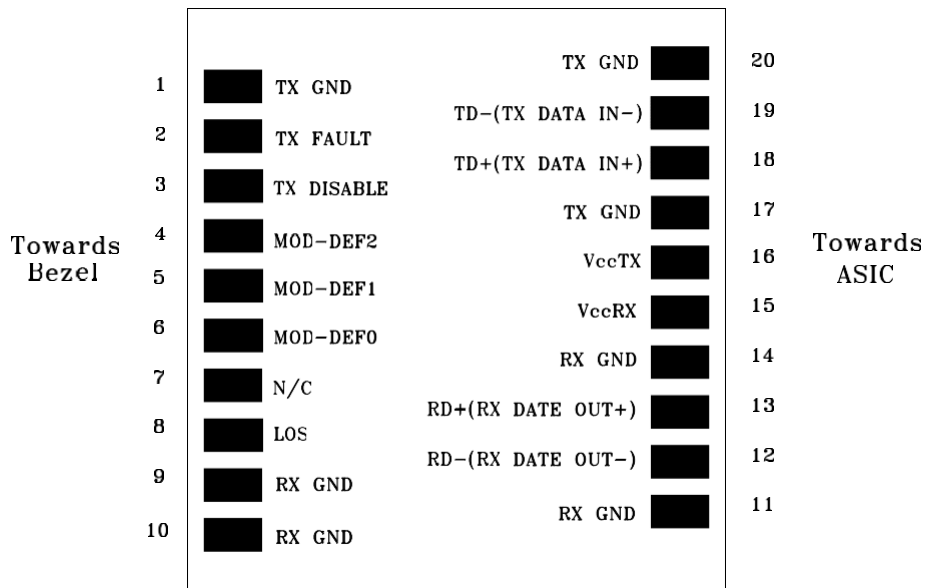 1 TX GND
2 TX FAULT
3 TX DISABLE
4 MOD-DEF2
5 MOD-DEF1
6 MOD-DEF0
7 N/C
8 LOS
9 RX GND
10 RX GND
Towards
Bezel
TX GND 20
TD-(TX DATA IN-) 19
TD+(TX DATA IN+) 18
TX GND 17
VccTX 16
VccRX 15
RX GND 14
RD+(RX DATE OUT+) 13
RD-(RX DATE OUT-) 12
RX GND 11
Towards
ASIC